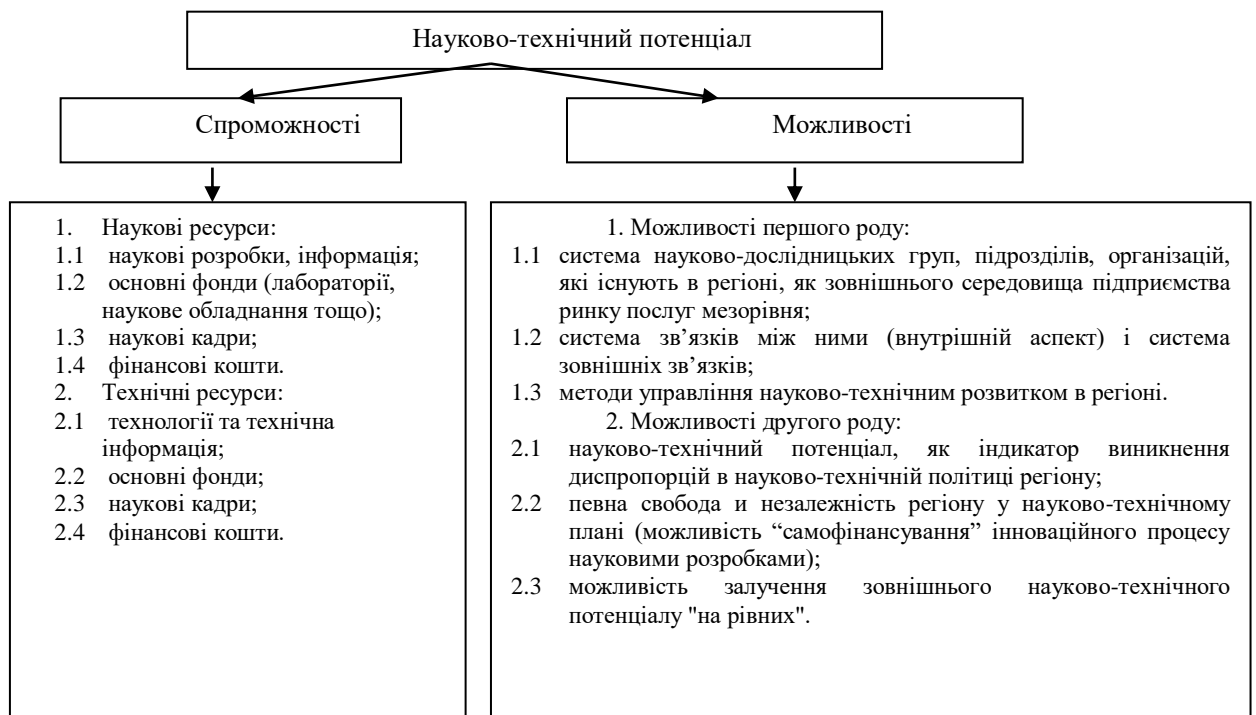 Науково-технічний потенціал
Спроможності
Можливості
1. Наукові ресурси:
1.1 наукові розробки, інформація;
1.2 основні фонди (лабораторії,
наукове обладнання тощо);
1.3 наукові кадри;
1.4 фінансові кошти.
2. Технічні ресурси:
2.1 технології та технічна
інформація;
2.2 основні фонди;
2.3 наукові кадри;
2.4 фінансові кошти.
1. Можливості першого роду:
1.1 система науково-дослідницьких груп, підрозділів, організацій,
які існують в регіоні, як зовнішнього середовища підприємства
ринку послуг мезорівня;
1.2 система зв’язків між ними (внутрішній аспект) і система
зовнішніх зв’язків;
1.3 методи управління науково-технічним розвитком в регіоні.
2. Можливості другого роду:
2.1 науково-технічний потенціал, як індикатор виникнення
диспропорцій в науково-технічній політиці регіону;
2.2 певна свобода и незалежність регіону у науково-технічному
плані (можливість “самофінансування” інноваційного процесу
науковими розробками);
2.3 можливість залучення зовнішнього науково-технічного
потенціалу "на рівних".